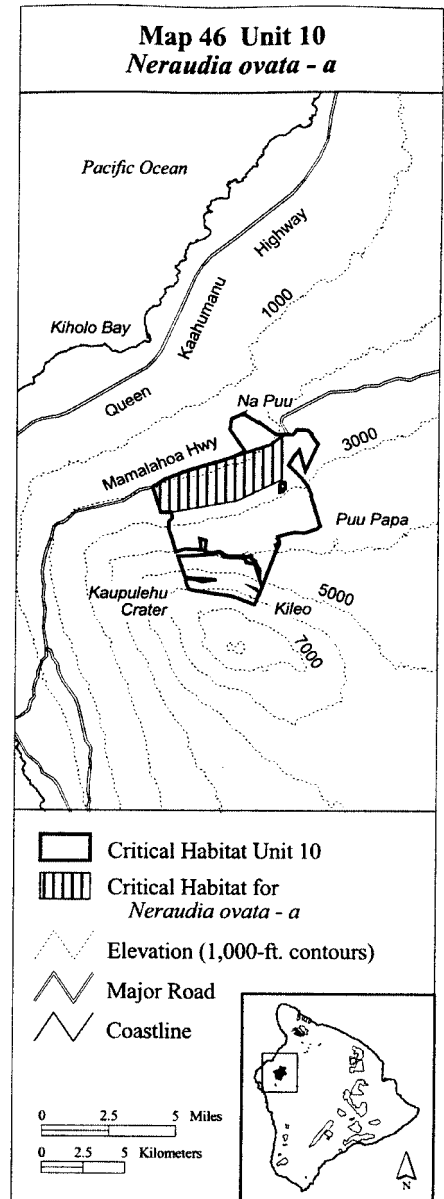 Map 46 Unit 10
Neraudia ovata - a
Pacific Ocean
Highway
Kaahumanu
1000
Kiholo Bay
Queen
Na Puu
Mamalahoa Hwy
3000
Puu Papa
Kaupulehu
Crater
Kileo
5000
7000
Critical Habitat Unit 10
Critical Habitat for
Neraudia ovata - a
Elevation (1,000-ft. contours)
Major Road
Coastline
0 2.5 5 Miles
0 2.5 5 Kilometers
N